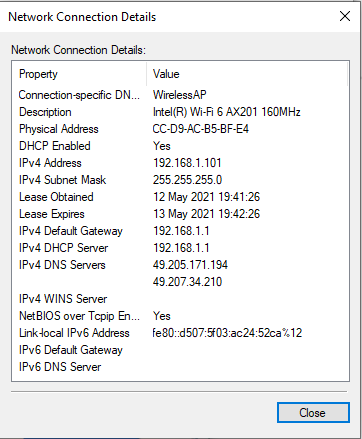 Network Connection Details
Network Connection Details:
Property Value
Connection-specific DN... WirelessAP
Description Intel(R) Wi-Fi 6 AX201 160MHz
Physical Address CC-D9-AC-B5-BF-E4
DHCP Enabled Yes
IPv4 Address 192.168.1.101
IPv4 Subnet Mask 255.255.255.0
Lease Obtained 12 May 2021 19:41:26
Lease Expires 13 May 2021 19:42:26
IPv4 Default Gateway 192.168.1.1
IPv4 DHCP Server 192.168.1.1
IPv4 DNS Servers 49.205.171.194
49.207.34.210
IPv4 WINS Server
NetBIOS over Tcpip En... Yes
Link-local IPv6 Address fe80::d507:5f03:ac24:52ca%12
IPv6 Default Gateway
IPv6 DNS Server
Close